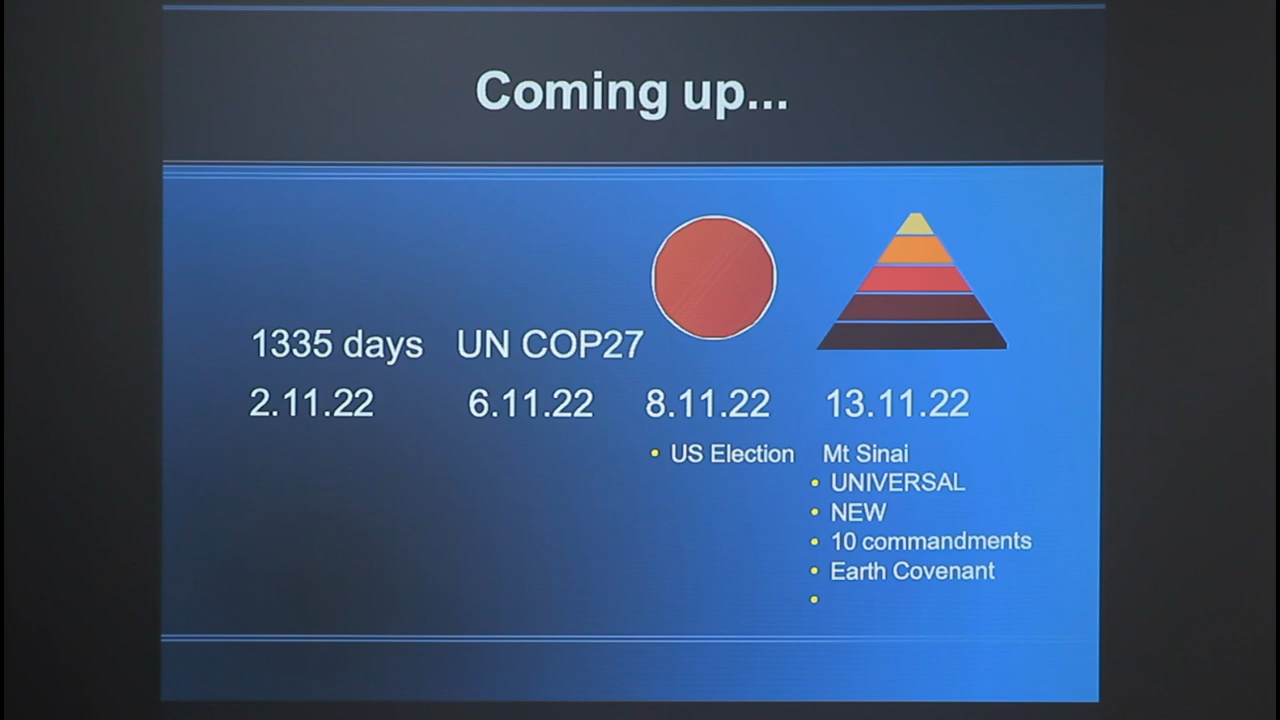 Coming up...
1335 days UN COP27
2.11.22 6.11.22 8.11.22 13.11.22
• US Election Mt Sinai
• UNIVERSAL
• NEW
• 10 commandments
• Earth Covenant
•